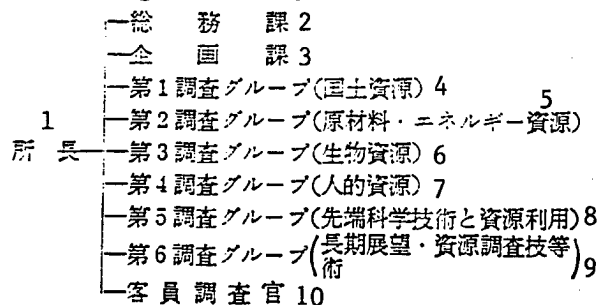 総務課 2
企画課 3
第1調査グループ(国土資源) 4
5
第2調査グループ(原材料・エネルギー資源)
1
所長
第3調査グループ(生物資源) 6
第4調査グループ(人的資源) 7
第5調査グループ(先端科学技術と資源利用) 8
第6調査グループ(長期展望・資源調査技等
術) 9
客員調査官 10